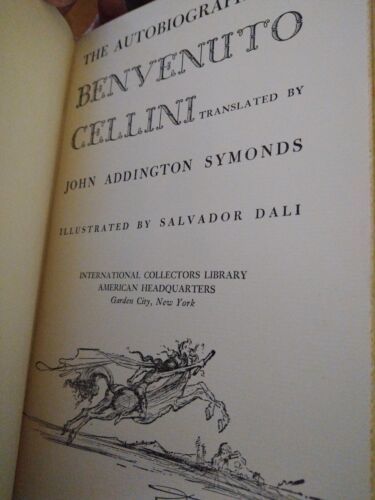 THE AUTOBIOGRAPH
BENVENUTO
CELLINI TRANSLATED BY
JOHN ADDINGTON SYMONDS
ILLUSTRATED BY SALVADOR DALI
INTERNATIONAL COLLECTORS LIBRARY
AMERICAN HEADQUARTERS
Garden City, New York